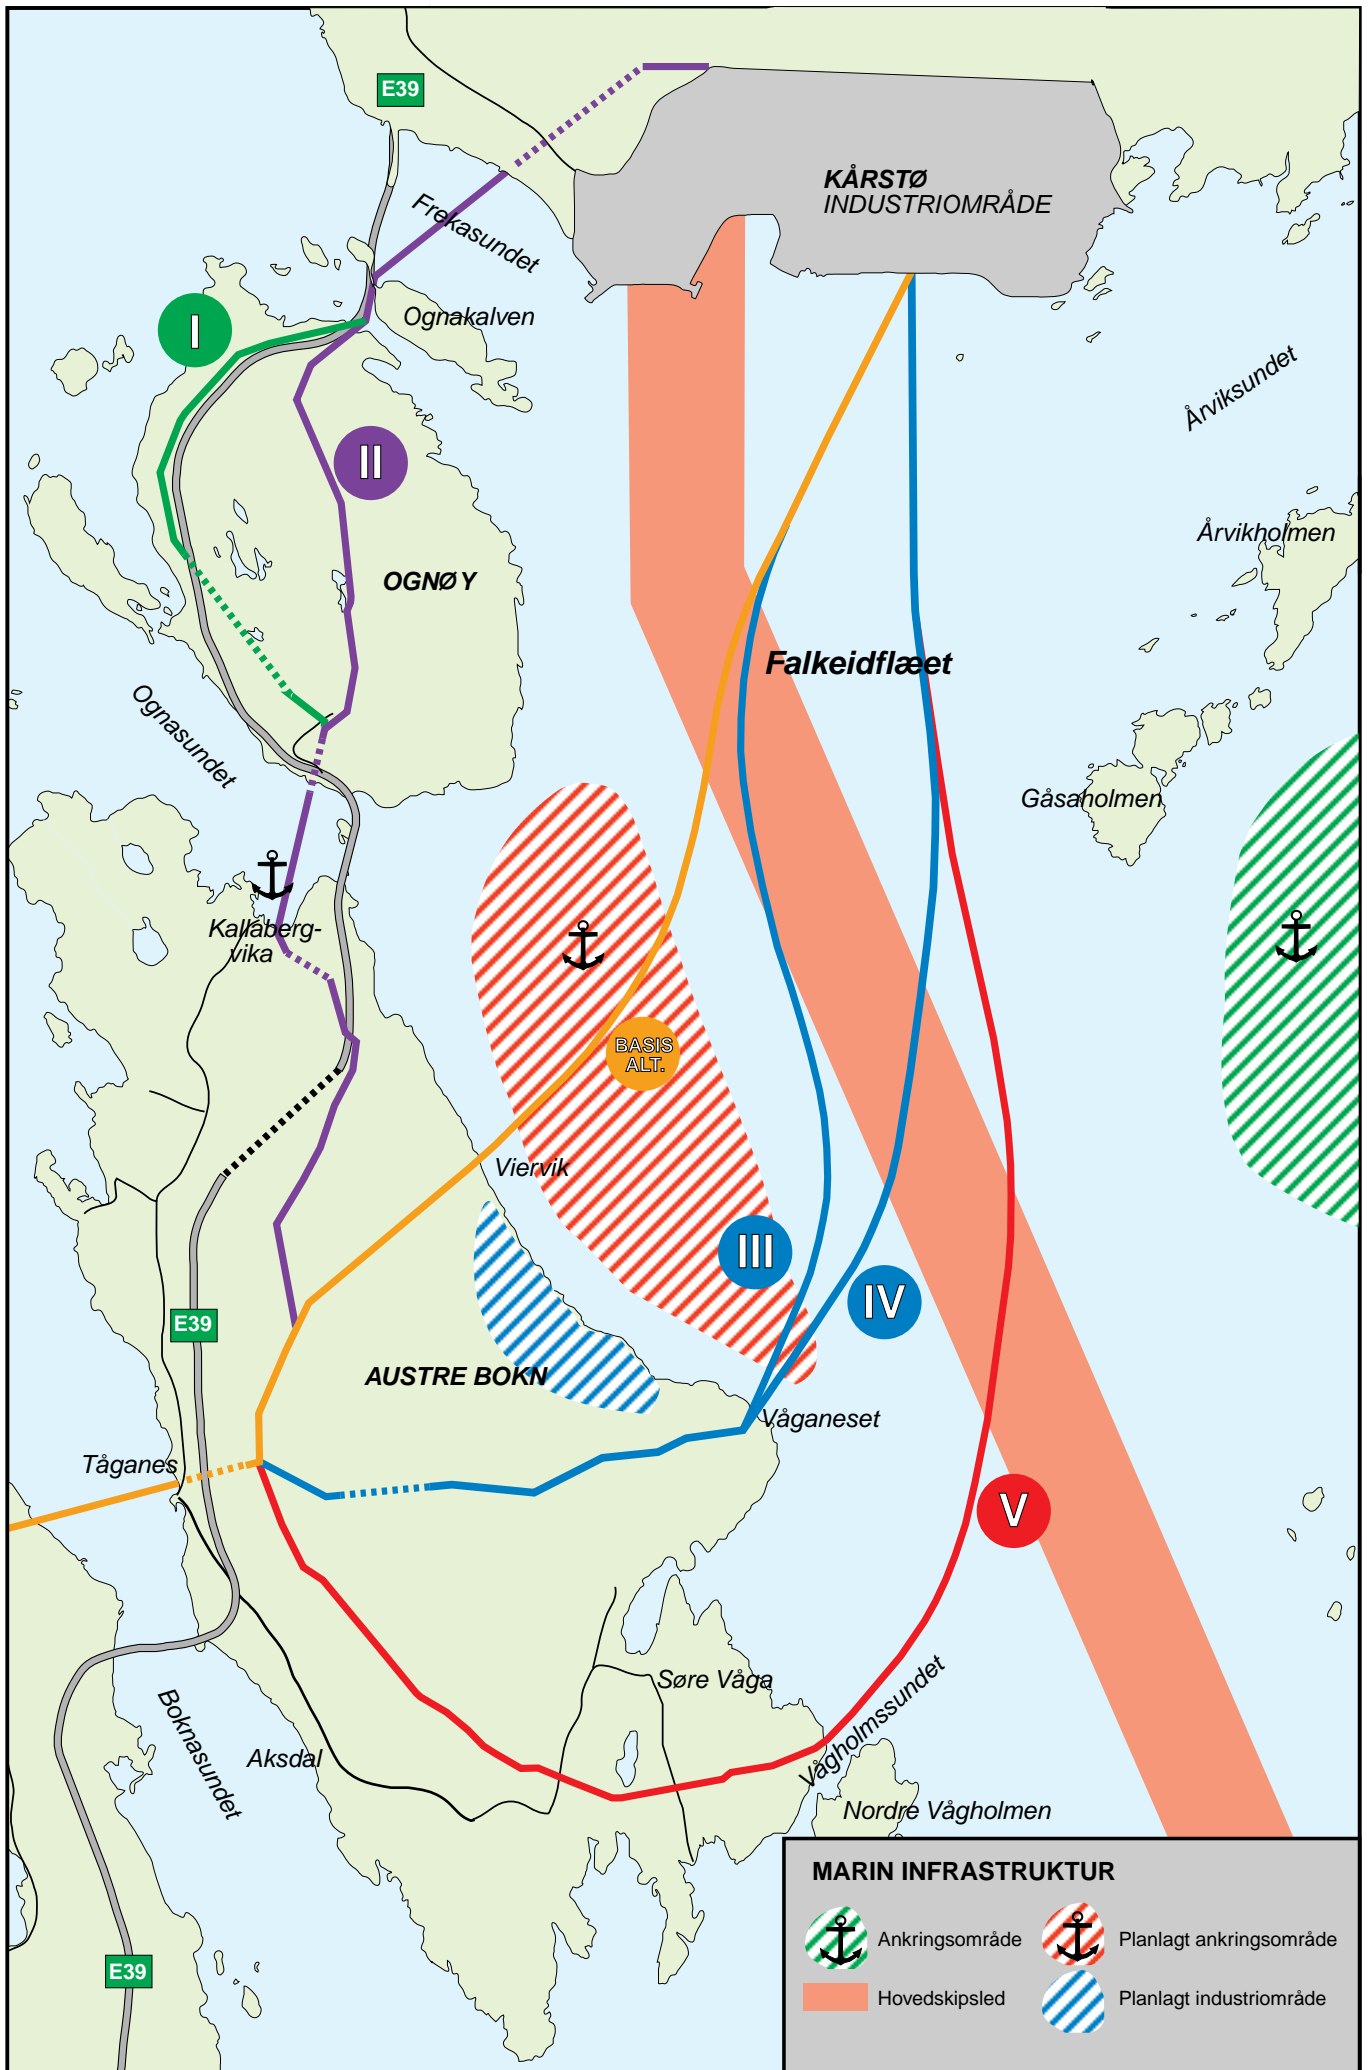 E39
KÅRSTØ
INDUSTRIOMRÅDE
Frekasundet
Ognakalven
I
Årviksundet
II
Årvikholmen
OGNØY
Falkeidflæet
Ognasundet
Gåsaholmen
Kallaberg-
vika
BASIS
ALT.
Viervik
III
IV
E39
AUSTRE BOKN
Våganeset
Tåganes
V
Søre Våga
Boknasundet
Aksdal
Vågholmssundet
Nordre Vågholmen
MARIN INFRASTRUKTUR
Ankringsområde
Planlagt ankringsområde
Hovedskipsled
Planlagt industriområde
E39